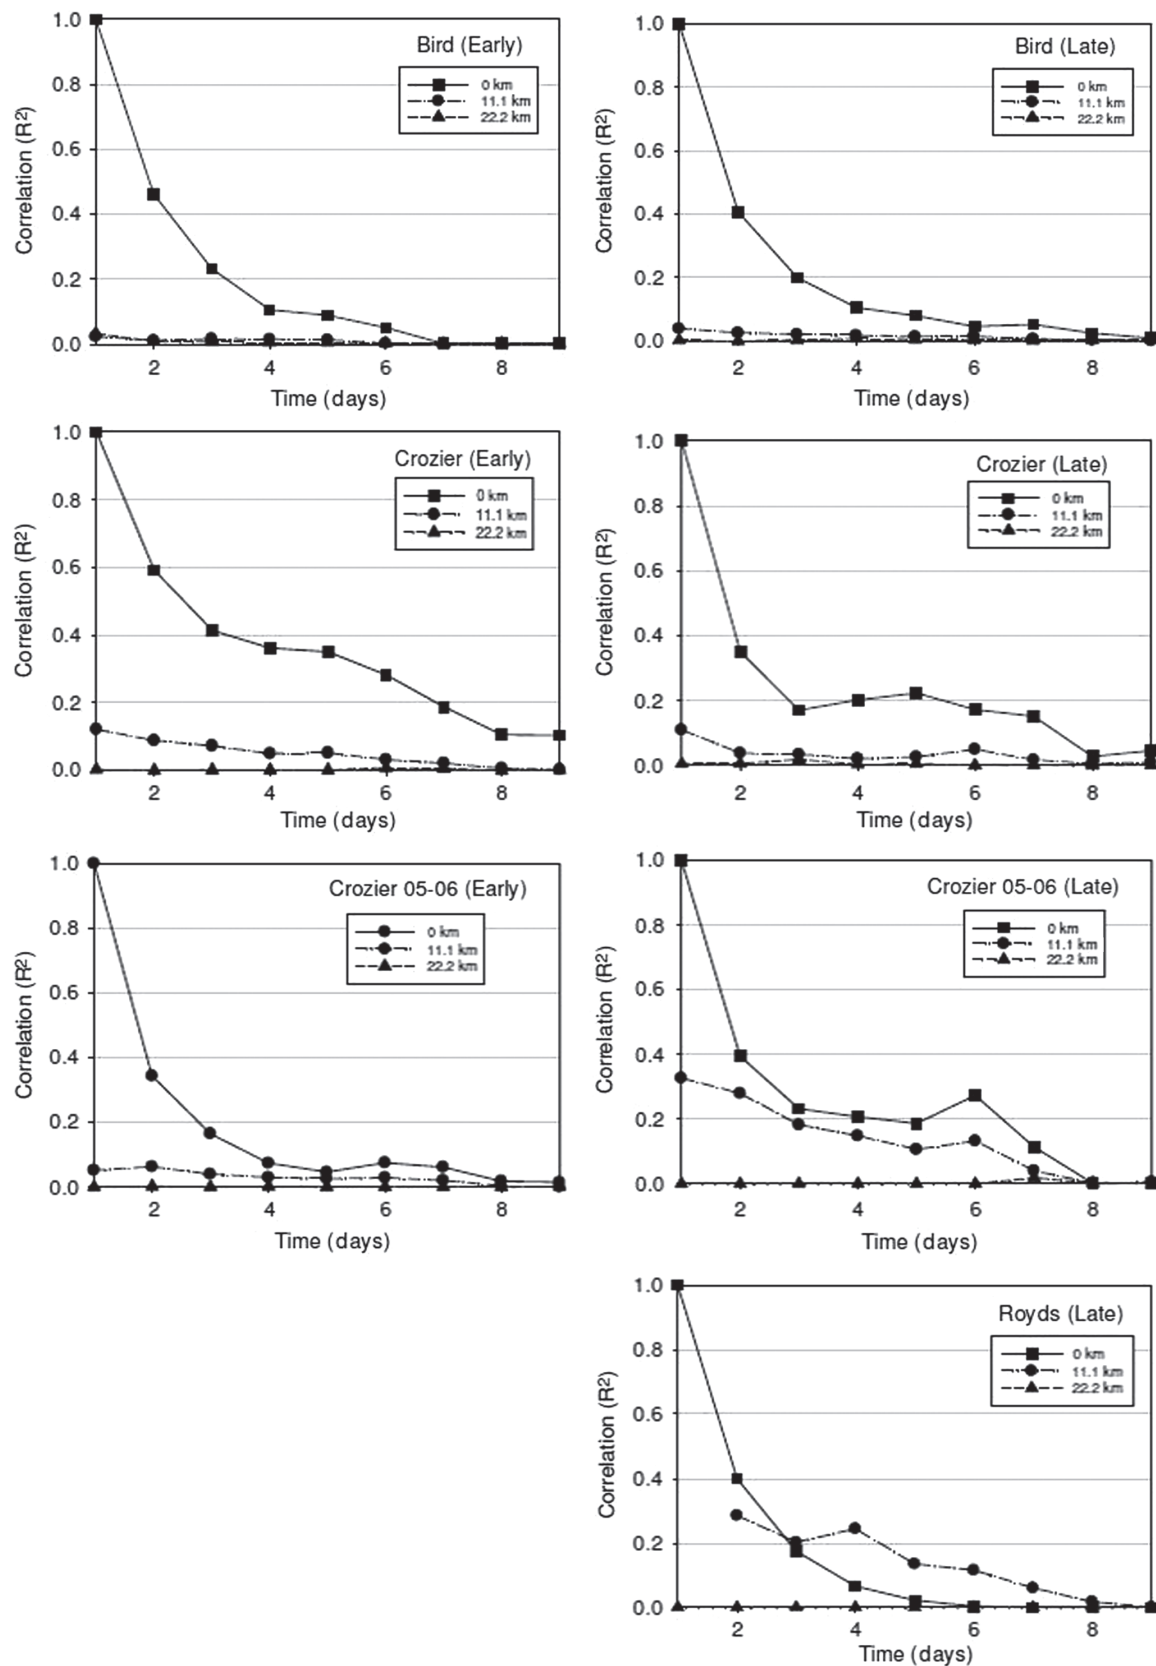 Bird (Early)
0 km
11.1 km
22.2 km
Correlation (R²)
1.0
0.8
0.6
0.4
0.2
0.0
2
4
6
8
Time (days)
Bird (Late)
0 km
11.1 km
22.2 km
Correlation (R²)
1.0
0.8
0.6
0.4
0.2
0.0
2
4
6
8
Time (days)
Crozier (Early)
0 km
11.1 km
22.2 km
Correlation (R²)
1.0
0.8
0.6
0.4
0.2
0.0
2
4
6
8
Time (days)
Crozier (Late)
0 km
11.1 km
22.2 km
Correlation (R²)
1.0
0.8
0.6
0.4
0.2
0.0
2
4
6
8
Time (days)
Crozier 05-06 (Early)
0 km
11.1 km
22.2 km
Correlation (R²)
1.0
0.8
0.6
0.4
0.2
0.0
2
4
6
8
Time (days)
Crozier 05-06 (Late)
0 km
11.1 km
22.2 km
Correlation (R²)
1.0
0.8
0.6
0.4
0.2
0.0
2
4
6
8
Time (days)
Royds (Late)
0 km
11.1 km
22.2 km
Correlation (R²)
1.0
0.8
0.6
0.4
0.2
0.0
2
4
6
8
Time (days)